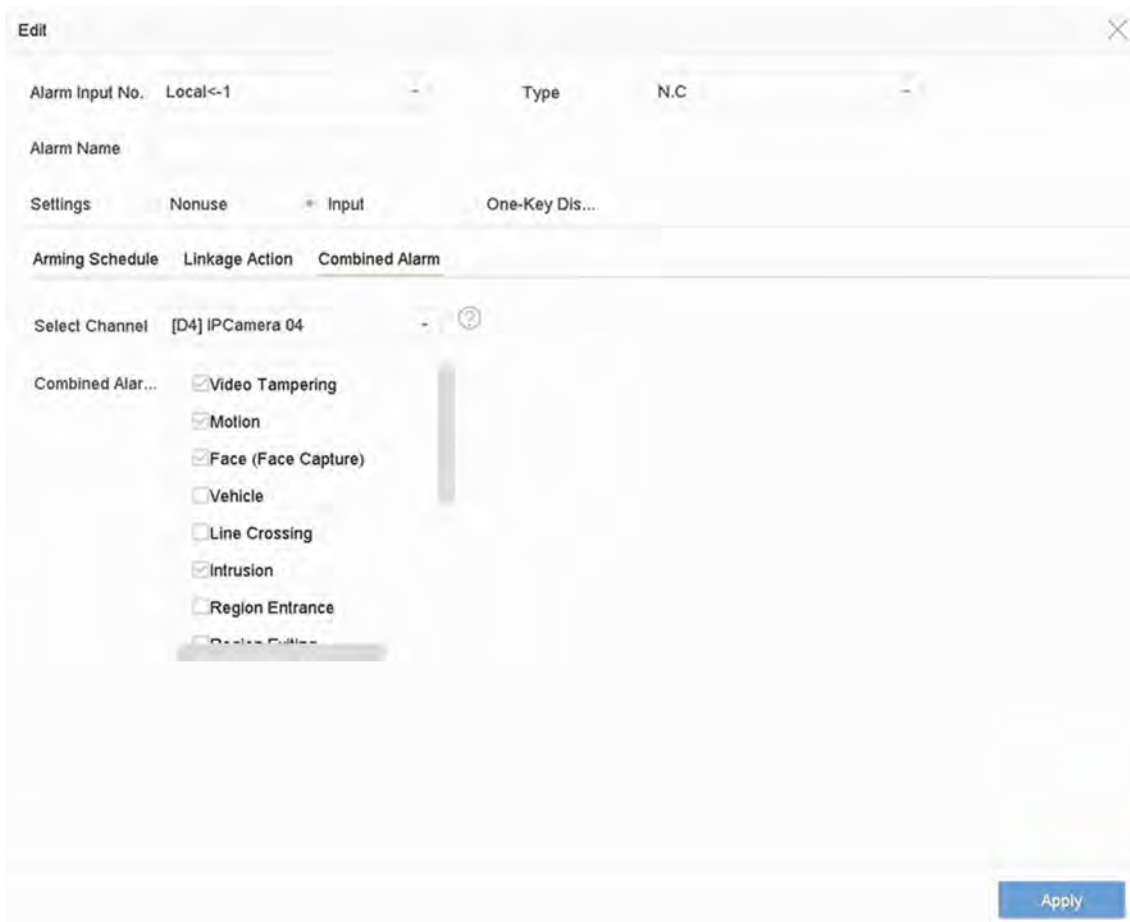 Edit
Alarm Input No. Local<-1 Type N.C
Alarm Name
Settings Nonuse Input One-Key Dis...
Arming Schedule Linkage Action Combined Alarm
Select Channel [D4] IPCamera 04
Combined Alar... Video Tampering
Motion
Face (Face Capture)
Vehicle
Line Crossing
Intrusion
Region Entrance
Region Exiting
Apply